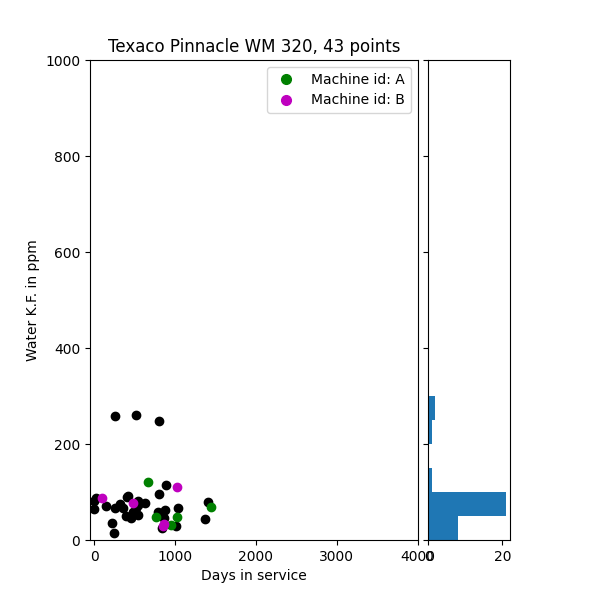 Texaco Pinnacle WM 320, 43 points
Machine id: A
Machine id: B
1000
800
600
400
200
0
Water K.F. in ppm
0
1000
2000
3000
4000
0
20
Days in service